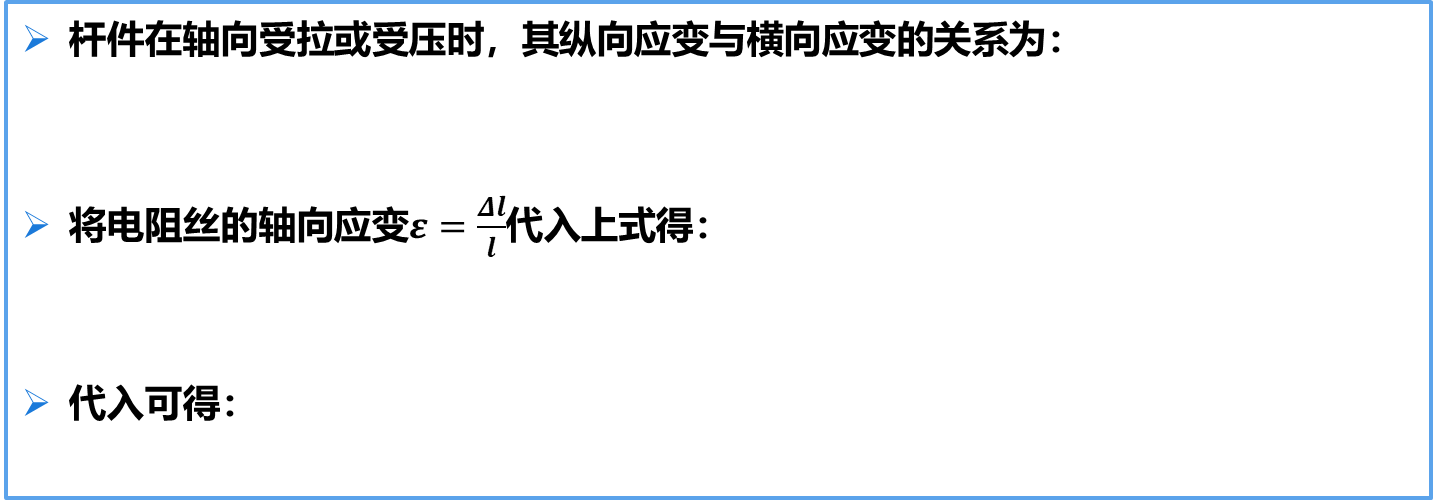 ➢ 杆件在轴向受拉或受压时，其纵向应变与横向应变的关系为：
➢ 将电阻丝的轴向应变ε = Δl/l代入上式得：
➢ 代入可得：